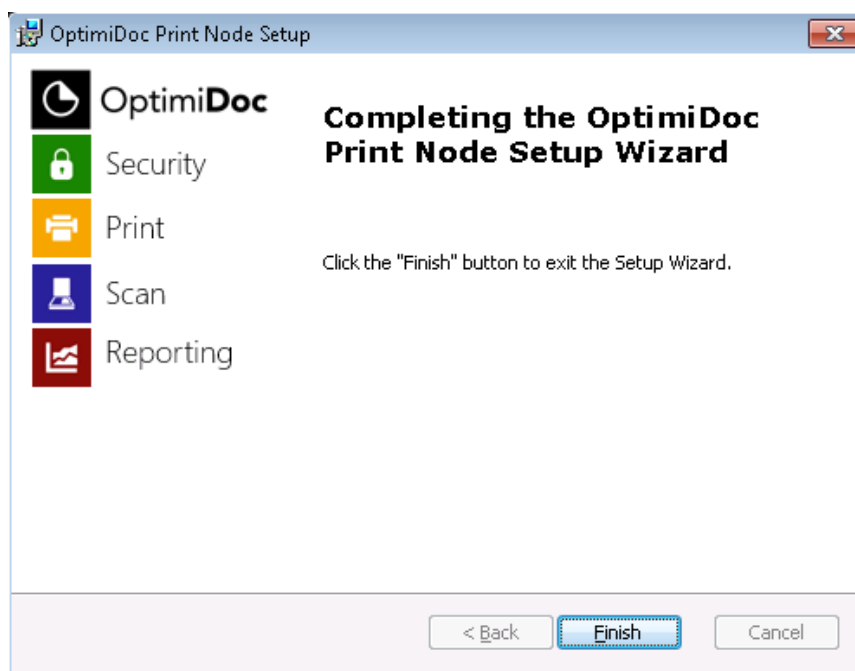 OptimiDoc Print Node Setup
OptimiDoc
Security
Print
Scan
Reporting
Completing the OptimiDoc
Print Node Setup Wizard
Click the "Finish" button to exit the Setup Wizard.
< Back
Finish
Cancel